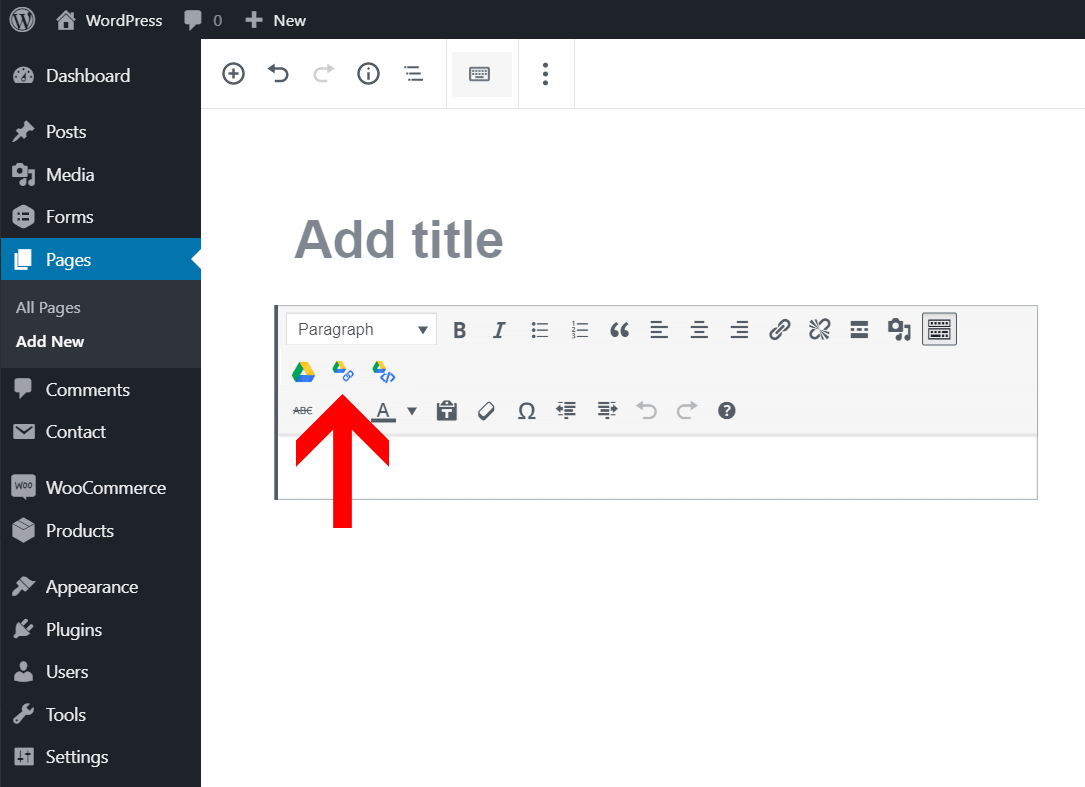 WordPress 0 New
Dashboard
Posts
Media
Forms
Pages
All Pages
Add New
Comments
Contact
Woo WooCommerce
Products
Appearance
Plugins
Users
Tools
Settings
Add title
Paragraph B I
ABC A Ω